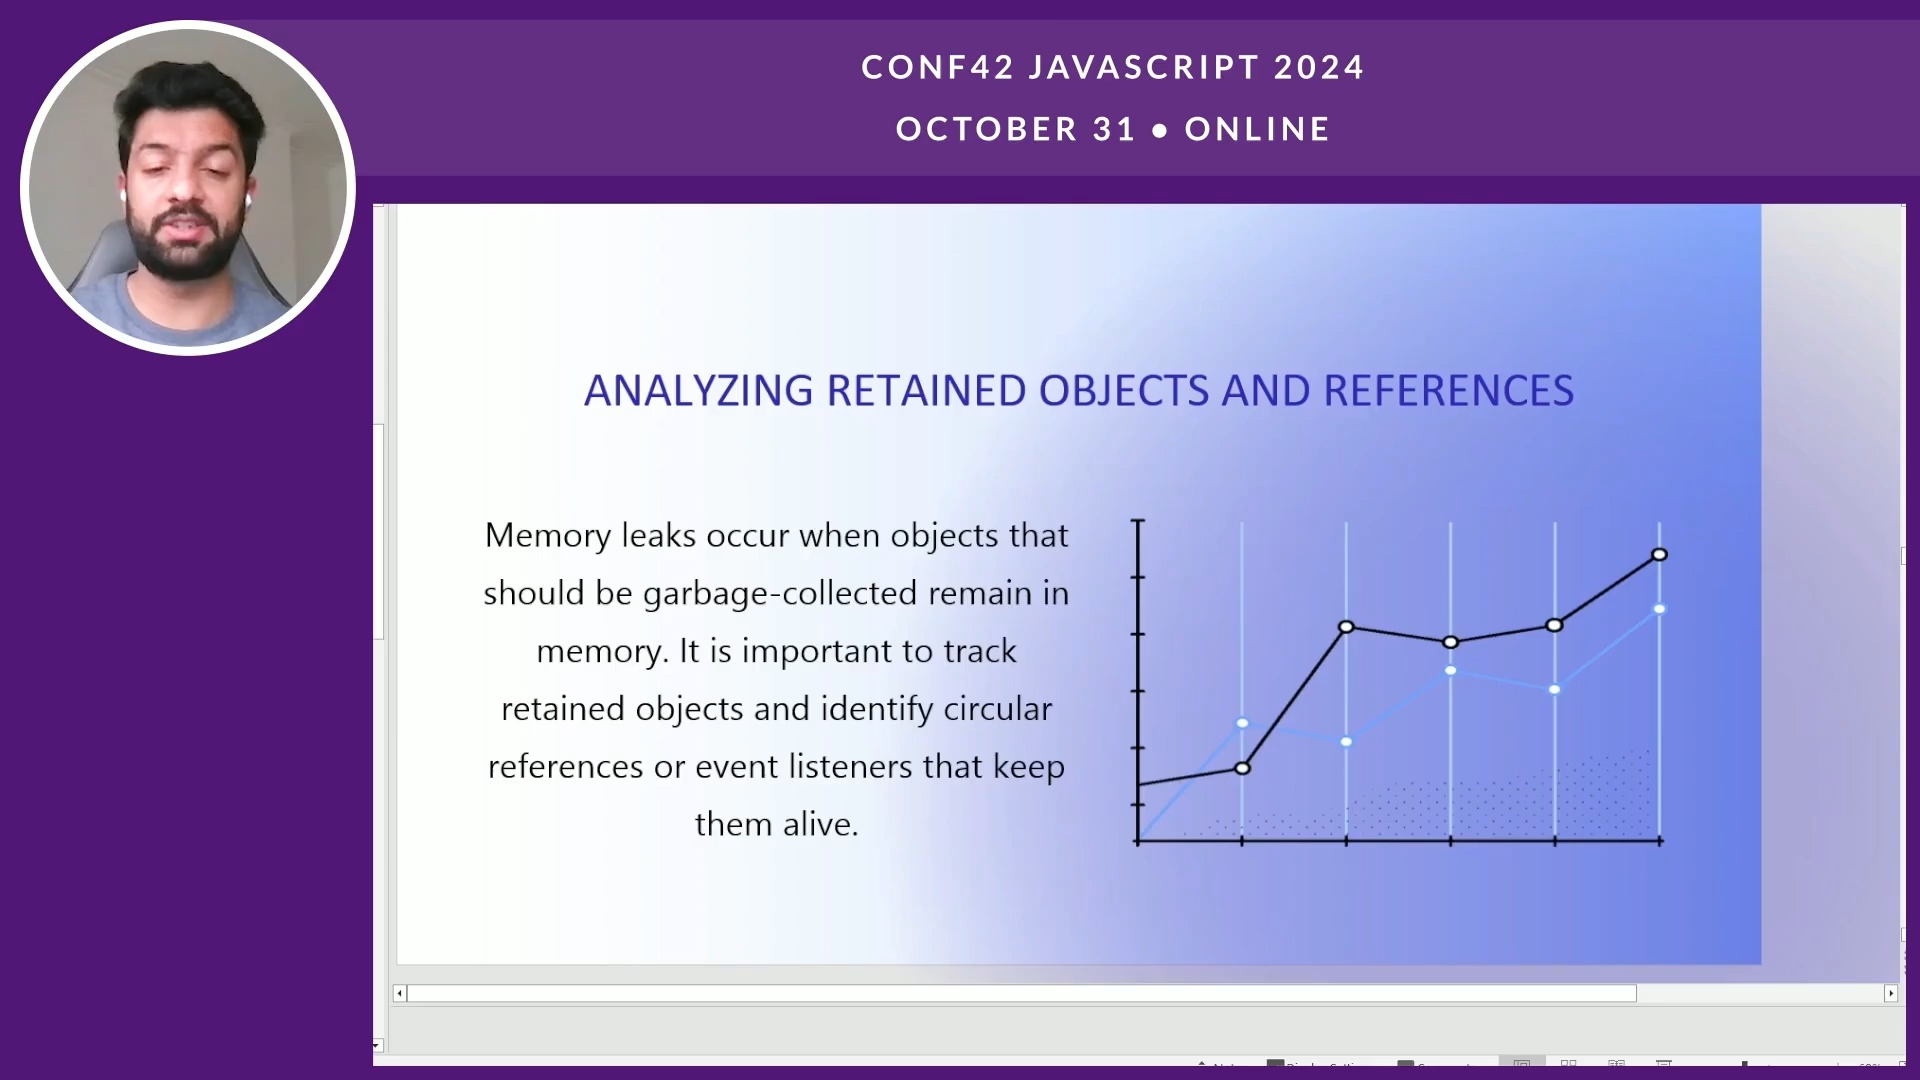 CONF42 JAVASCRIPT 2024
OCTOBER 31 ● ONLINE
ANALYZING RETAINED OBJECTS AND REFERENCES
Memory leaks occur when objects that
should be garbage-collected remain in
memory. It is important to track
retained objects and identify circular
references or event listeners that keep
them alive.